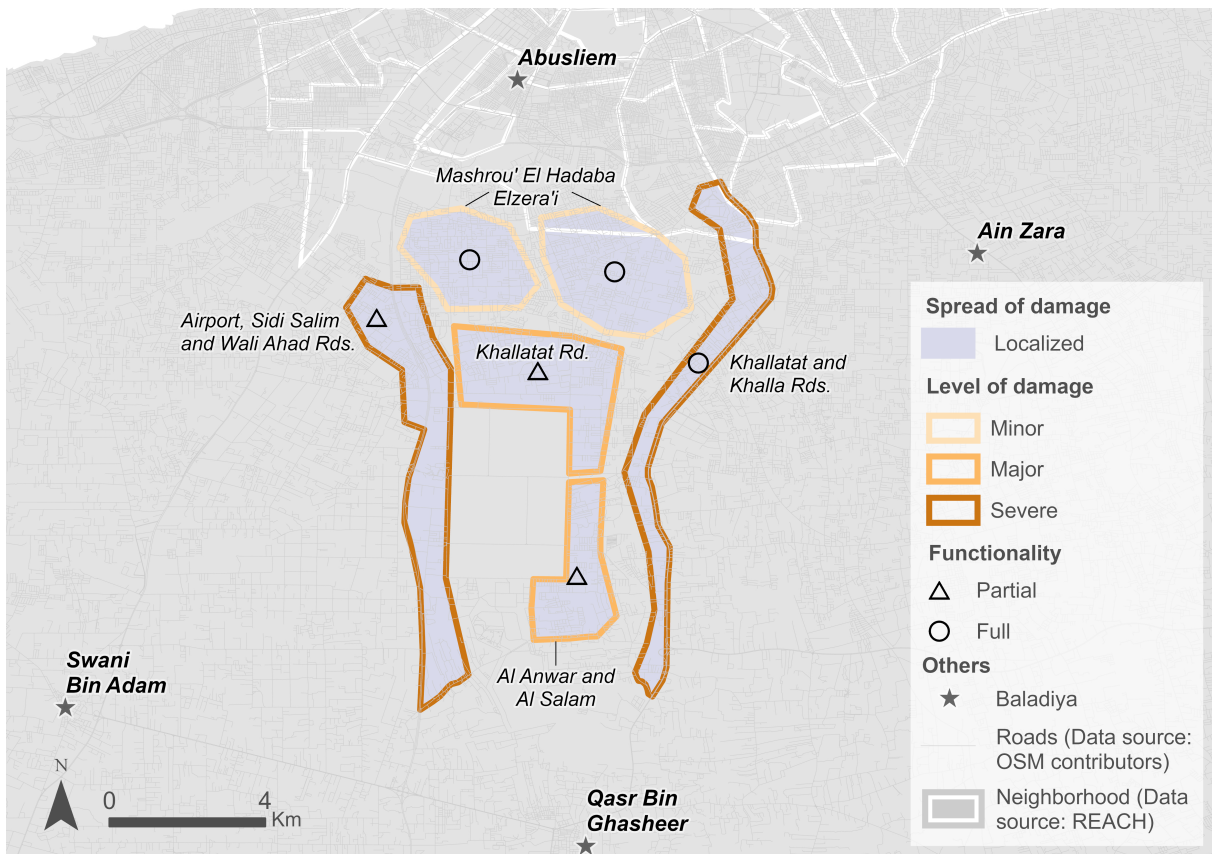 Abusliem
Mashrou' El Hadaba
Elzera'i
Ain Zara
Airport, Sidi Salim
and Wali Ahad Rds.
Khallatat Rd.
Khallatat and
Khalla Rds.
Al Anwar and
Al Salam
Swani
Bin Adam
Qasr Bin
Ghasheer
N
0
4
Km
Spread of damage
Localized
Level of damage
Minor
Major
Severe
Functionality
Partial
Full
Others
Baladiya
Roads (Data source:
OSM contributors)
Neighborhood (Data
source: REACH)